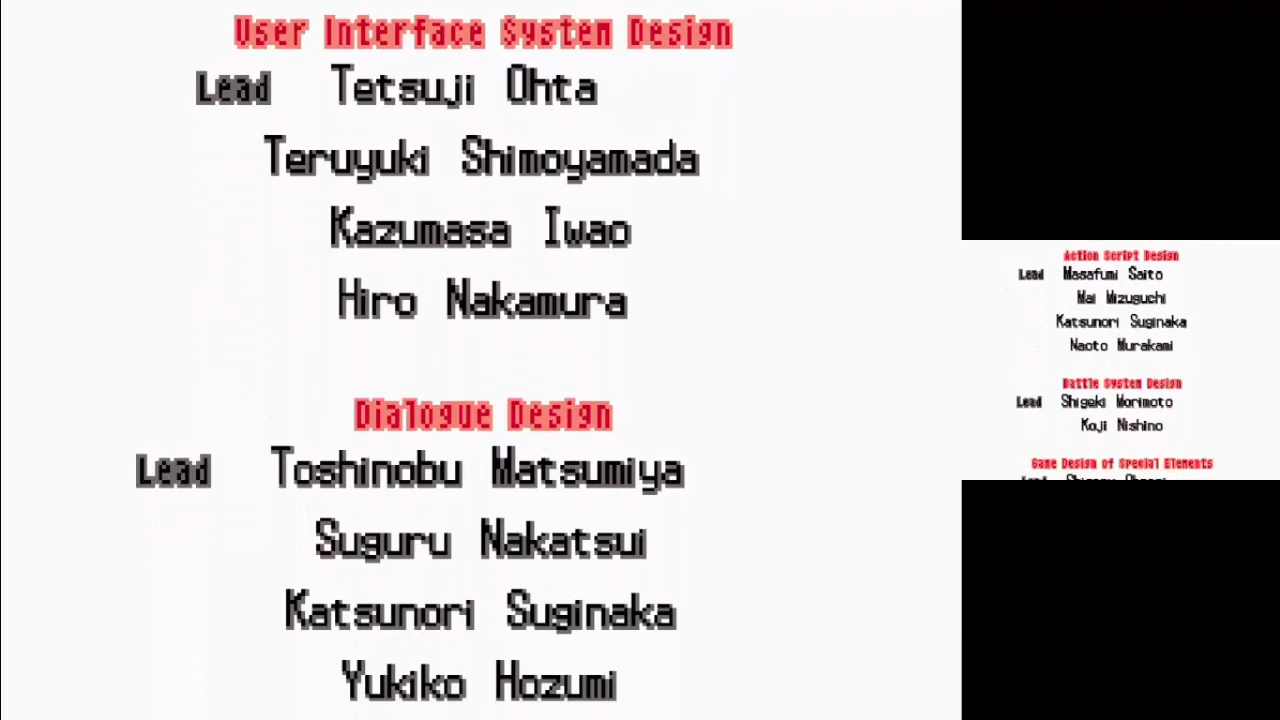 User Interface System Design
Lead Tetsuji Ohta
Teruyuki Shimoyamada
Kazumasa Iwao
Hiro Nakamura
Dialogue Design
Lead Toshinobu Matsumiya
Suguru Nakatsui
Katsunori Suginaka
Yukiko Hozumi
Action Script Design
Lead Masafumi Saito
Mai Mizuguchi
Katsunori Suginaka
Naoto Murakami
Battle System Design
Lead Shigeki Morimoto
Koji Nishino
Game Design of Special Elements